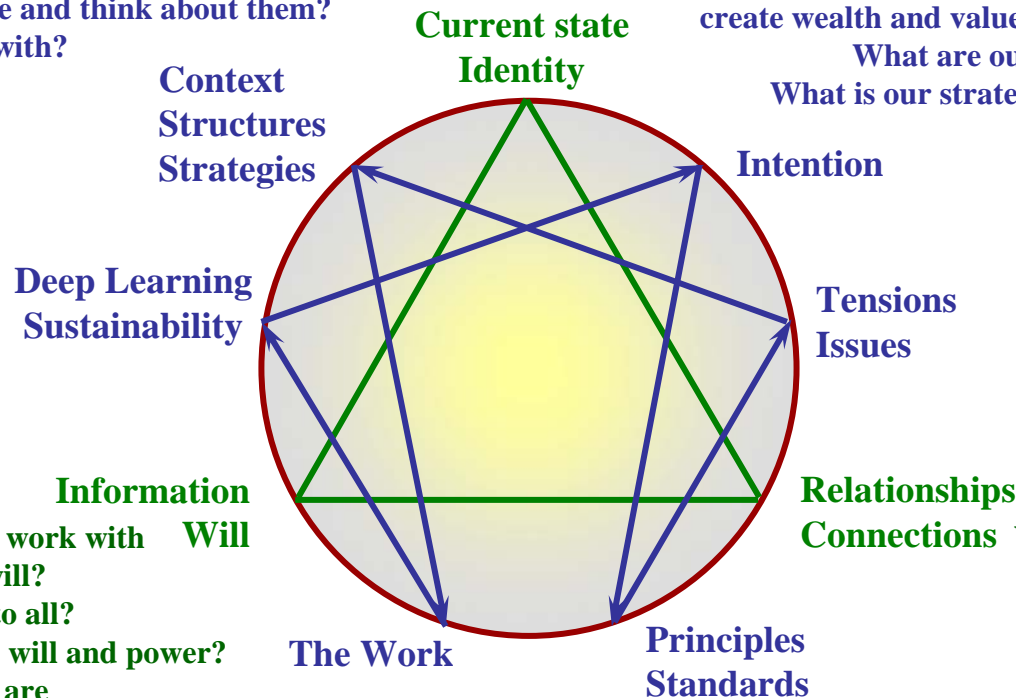 e and think about them?
with?
Current state
Identity
create wealth and value
What are ou
What is our strate
Context
Structures
Strategies
Intention
Deep Learning
Sustainability
Tensions
Issues
Information
Will
work with
will?
to all?
will and power?
are
Relationships
Connections
The Work
Principles
Standards